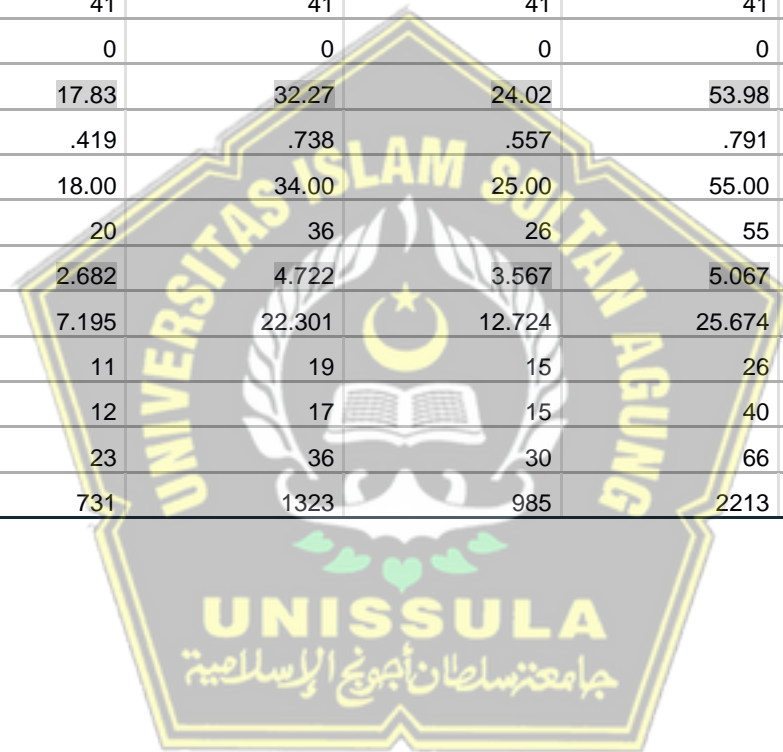 41 41 41 41
0 0 0 0
17.83 32.27 24.02 53.98
.419 .738 .557 .791
18.00 34.00 25.00 55.00
20 36 26 55
2.682 4.722 3.567 5.067
7.195 22.301 12.724 25.674
11 19 15 26
12 17 15 40
23 36 30 66
731 1323 985 2213
UNIVERSITAS ISLAM SULTAN AGUNG
UNISSULA
جامعتسلطان أجونج الإسلامية